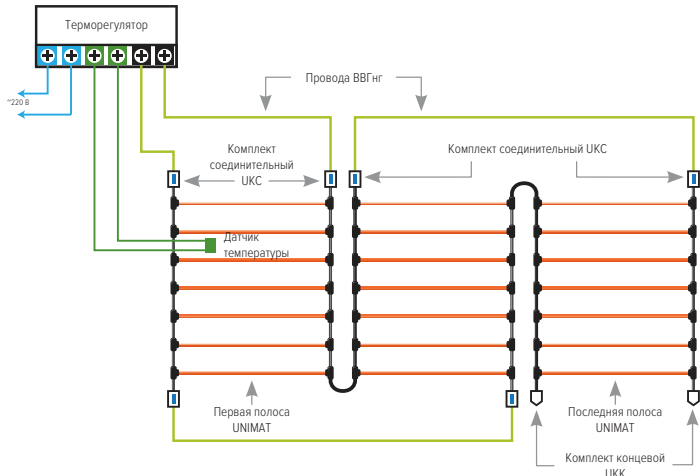 Терморегулятор
~220 В
Провода ВВГнг
Комплект
соединительный
UKC
Комплект соединительный UKC
Датчик
температуры
Первая полоса
UNIMAT
Последняя полоса
UNIMAT
Комплект концевой
UKK